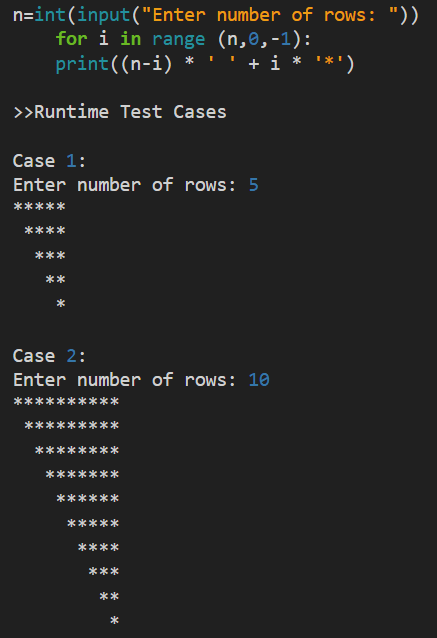 n=int(input("Enter number of rows: "))
    for i in range (n,0,-1):
    print((n-i) * ' ' + i * '*')

>>Runtime Test Cases

Case 1:
Enter number of rows: 5
*****
 ****
  ***
   **
    *

Case 2:
Enter number of rows: 10
**********
 *********
  ********
   *******
    ******
     *****
      ****
       ***
        **
         *